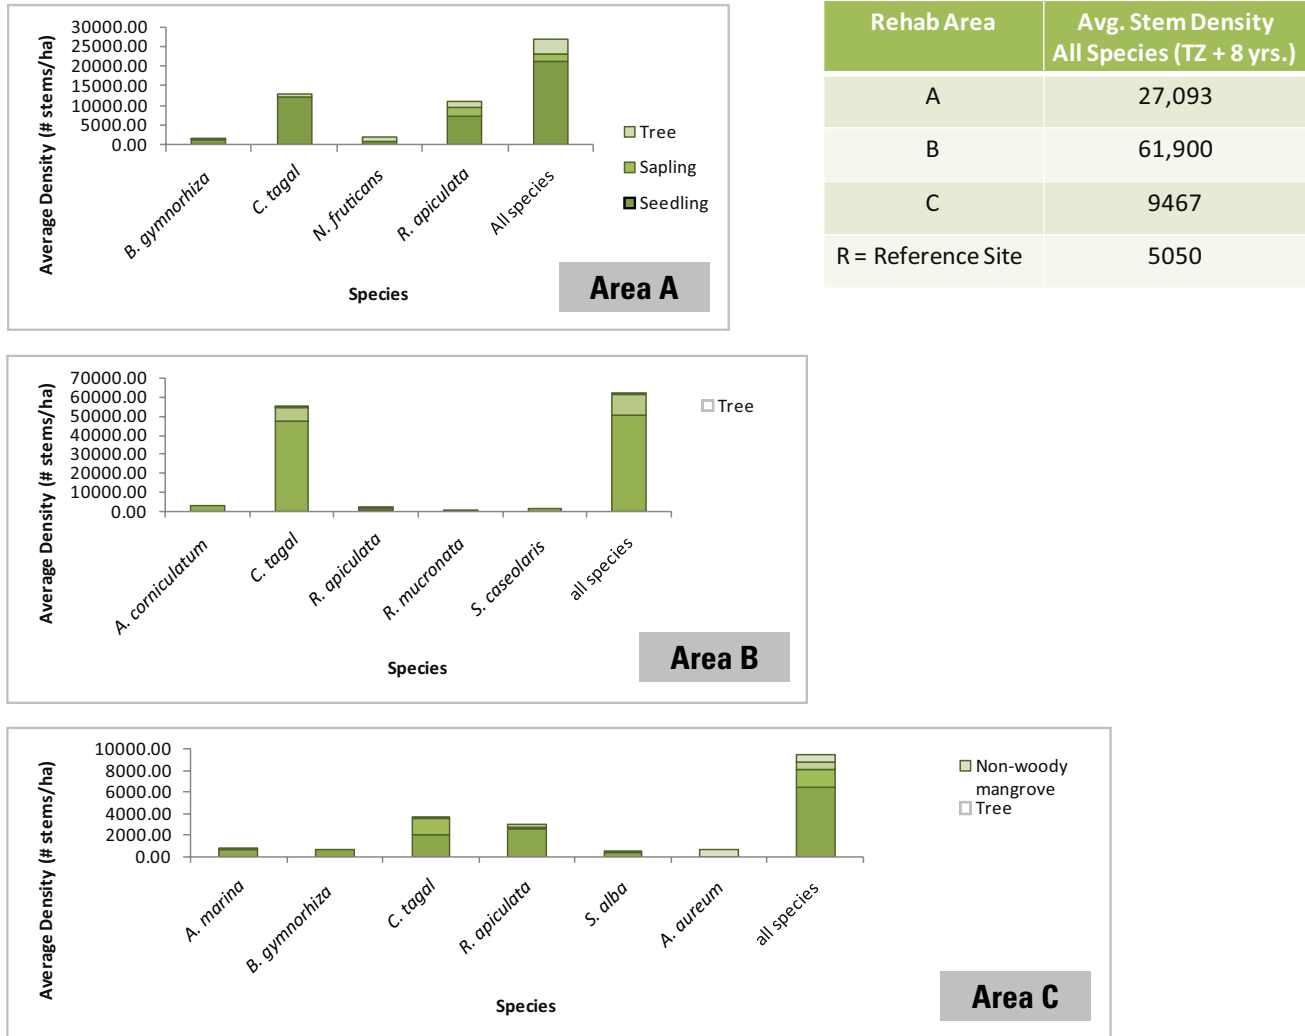 30000.00
25000.00
20000.00
15000.00
10000.00
5000.00
0.00
Average Density (# stems/ha)
B. gymnorhiza
C. tagal
N. fruticans
R. apiculata
All species
Species
Tree
Sapling
Seedling
Area A
Rehab Area Avg. Stem Density
All Species (TZ + 8 yrs.)
A 27,093
B 61,900
C 9467
R = Reference Site 5050
70000.00
60000.00
50000.00
40000.00
30000.00
20000.00
10000.00
0.00
Average Density (# stems/ha)
A. corniculatum
C. tagal
R. apiculata
R. mucronata
S. caseolaris
all species
Species
Tree
Area B
10000.00
8000.00
6000.00
4000.00
2000.00
0.00
Average Density (# stems/ha)
A. marina
B. gymnorhiza
C. tagal
R. apiculata
S. alba
A. aureum
all species
Species
Non-woody
mangrove
Tree
Area C